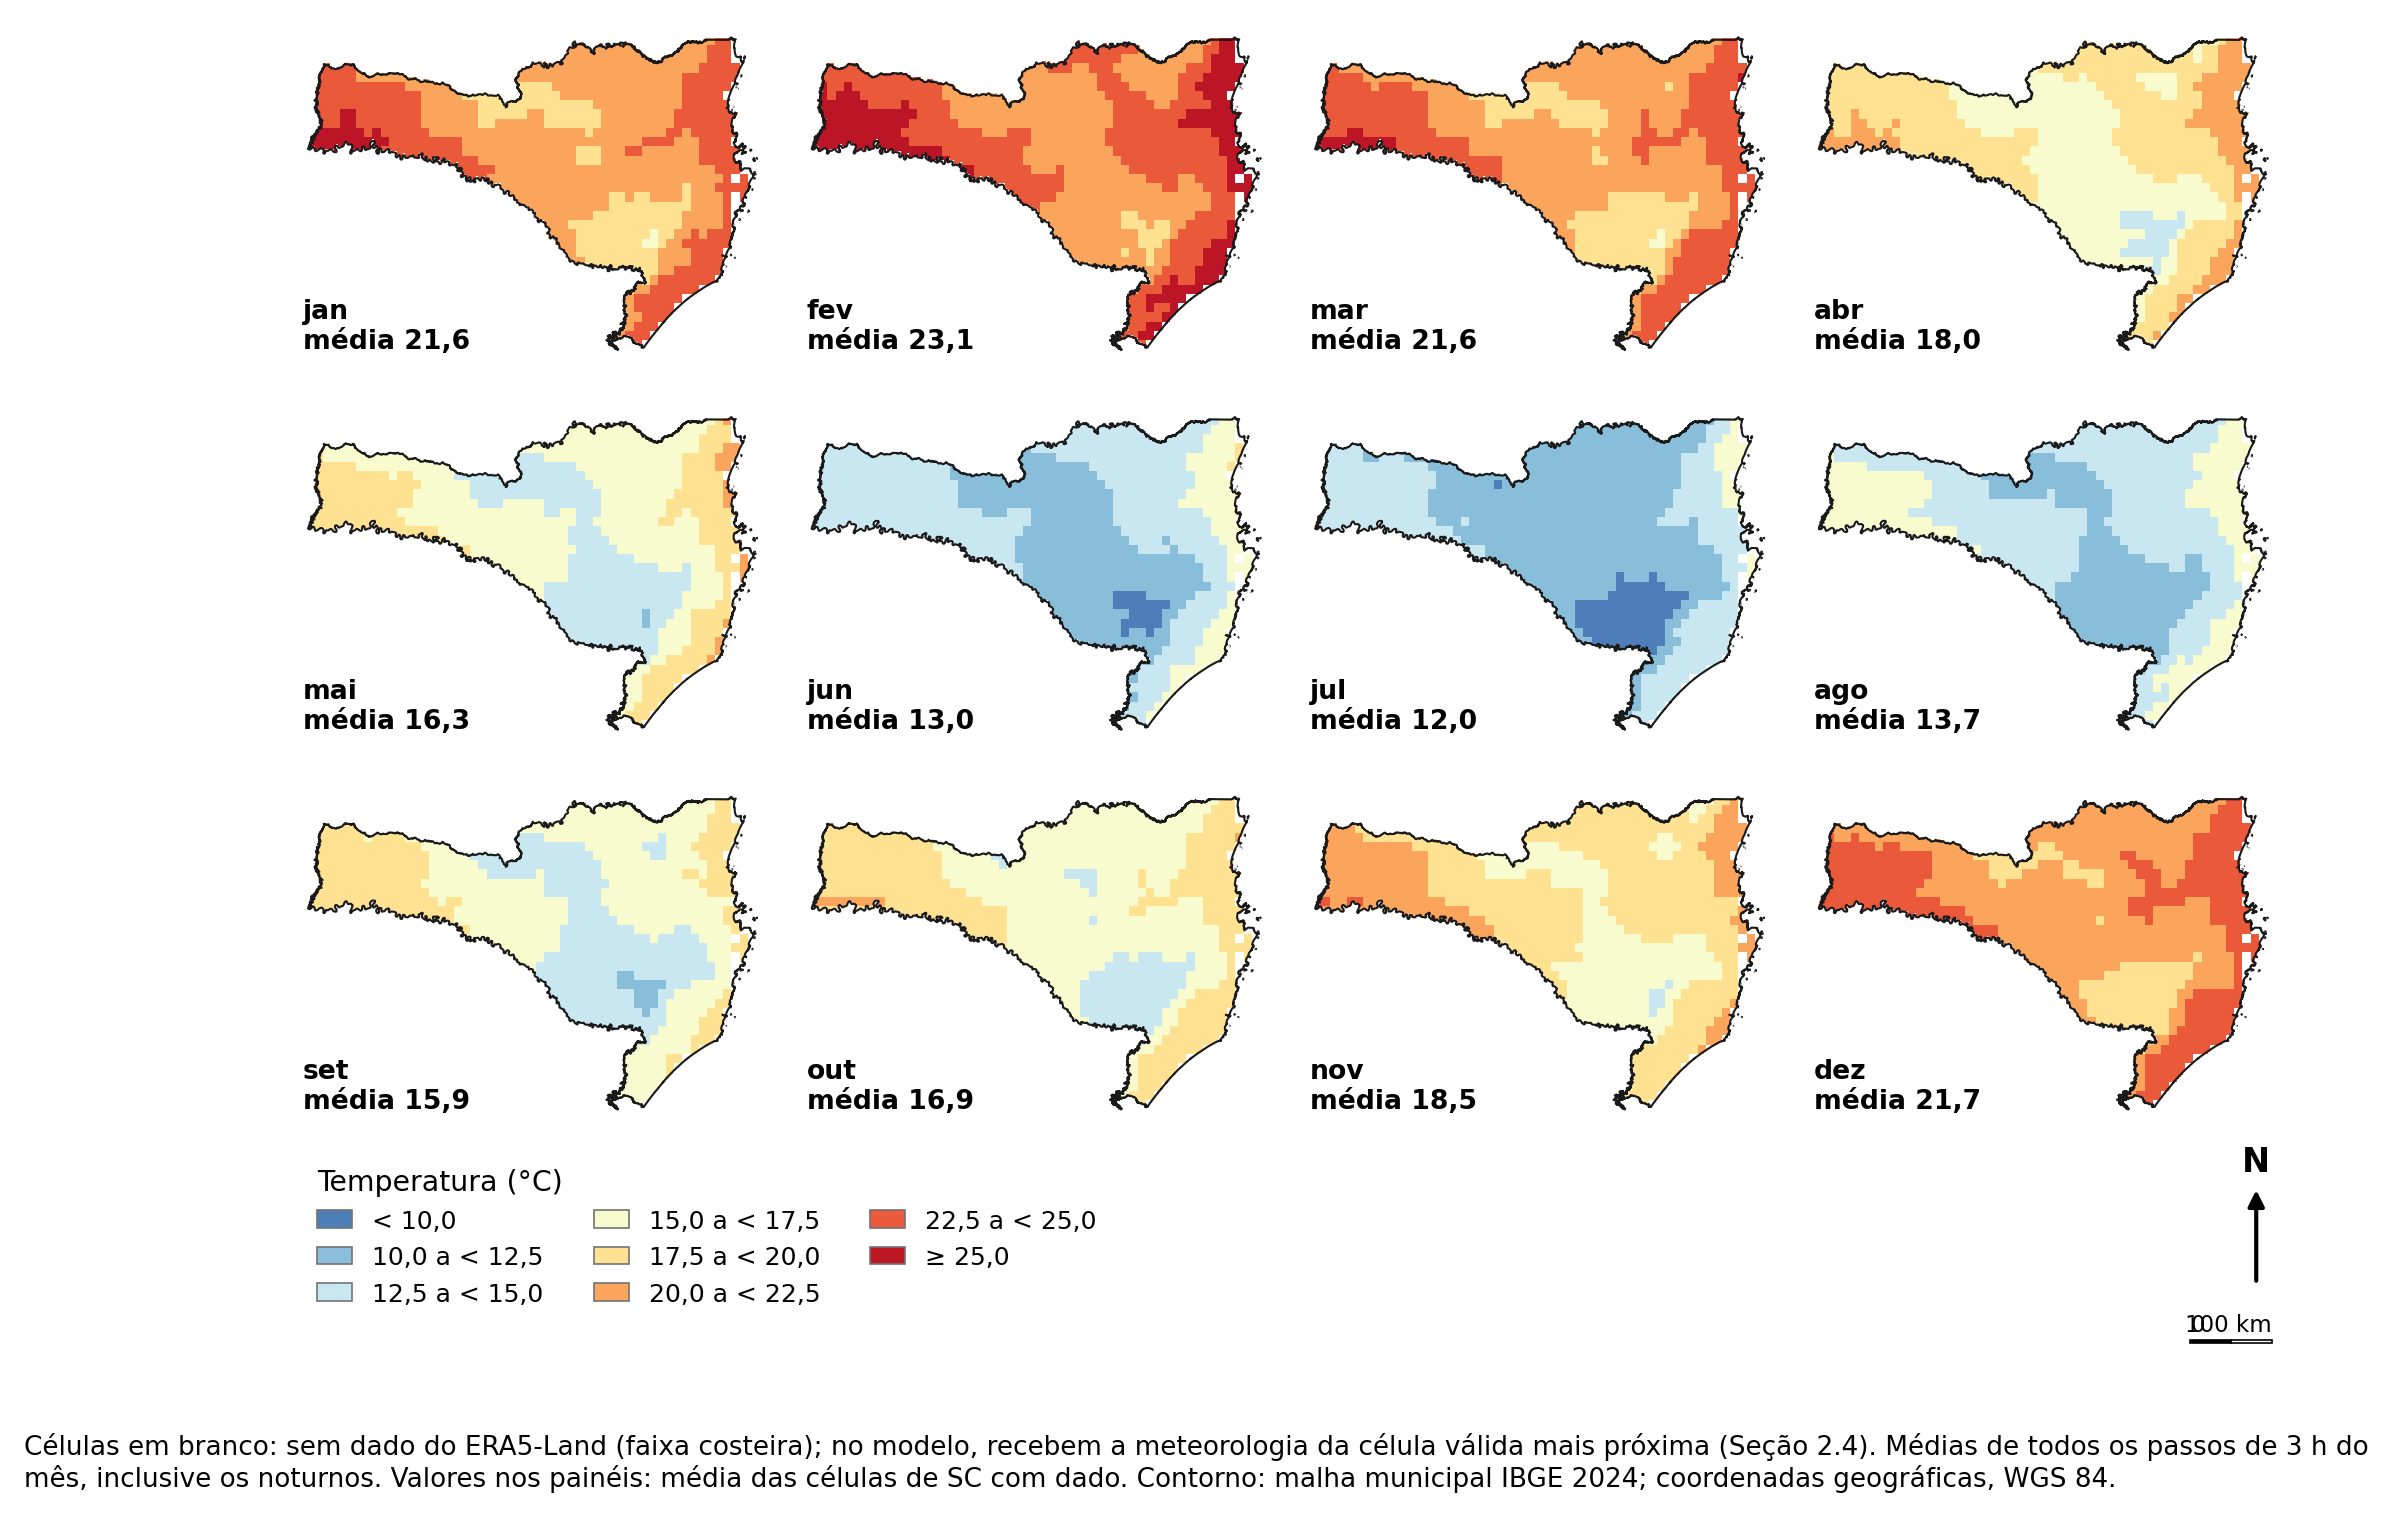 jan
média 21,6
fev
média 23,1
mar
média 21,6
abr
média 18,0
mai
média 16,3
jun
média 13,0
jul
média 12,0
ago
média 13,7
set
média 15,9
out
média 16,9
nov
média 18,5
dez
média 21,7
Temperatura (°C)
< 10,0
10,0 a < 12,5
12,5 a < 15,0
15,0 a < 17,5
17,5 a < 20,0
20,0 a < 22,5
22,5 a < 25,0
≥ 25,0
N
0
100 km
Células em branco: sem dado do ERA5-Land (faixa costeira); no modelo, recebem a meteorologia da célula válida mais próxima (Seção 2.4). Médias de todos os passos de 3 h do
mês, inclusive os noturnos. Valores nos painéis: média das células de SC com dado. Contorno: malha municipal IBGE 2024; coordenadas geográficas, WGS 84.